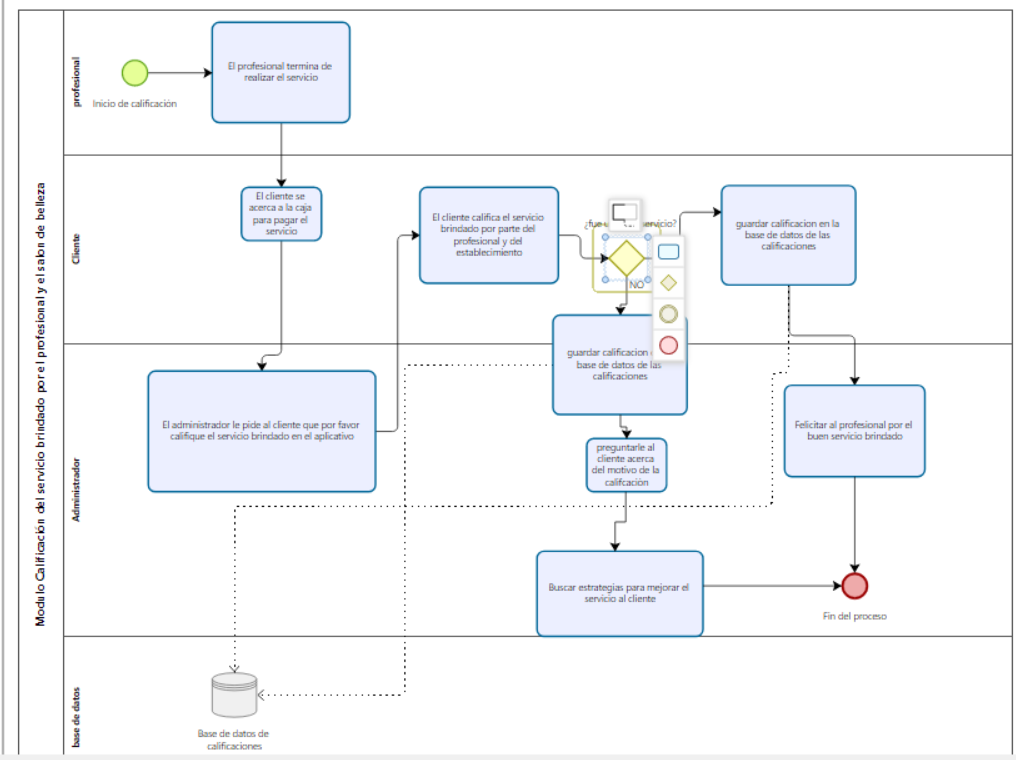 Modulo Calificación del servicio brindado por el profesional y el salon de belleza
profesional
Inicio de calificación
El profesional termina de
realizar el servicio
Cliente
El cliente se
acerca a la caja
para pagar el
servicio
El cliente califica el servicio
brindado por parte del
profesional y del
establecimiento
¿fue
NO
guardar calificacion en la
base de datos de las
calificaciones
Administrador
El administrador le pide al cliente que por favor
califique el servicio brindado en el aplicativo
guardar calificacion
base de datos de las
calificaciones
preguntarle al
cliente acerca
del motivo de la
califcación
Felicitar al profesional por el
buen servicio brindado
Buscar estrategias para mejorar el
servicio al cliente
Fin del proceso
base de datos
Base de datos de
calificaciones